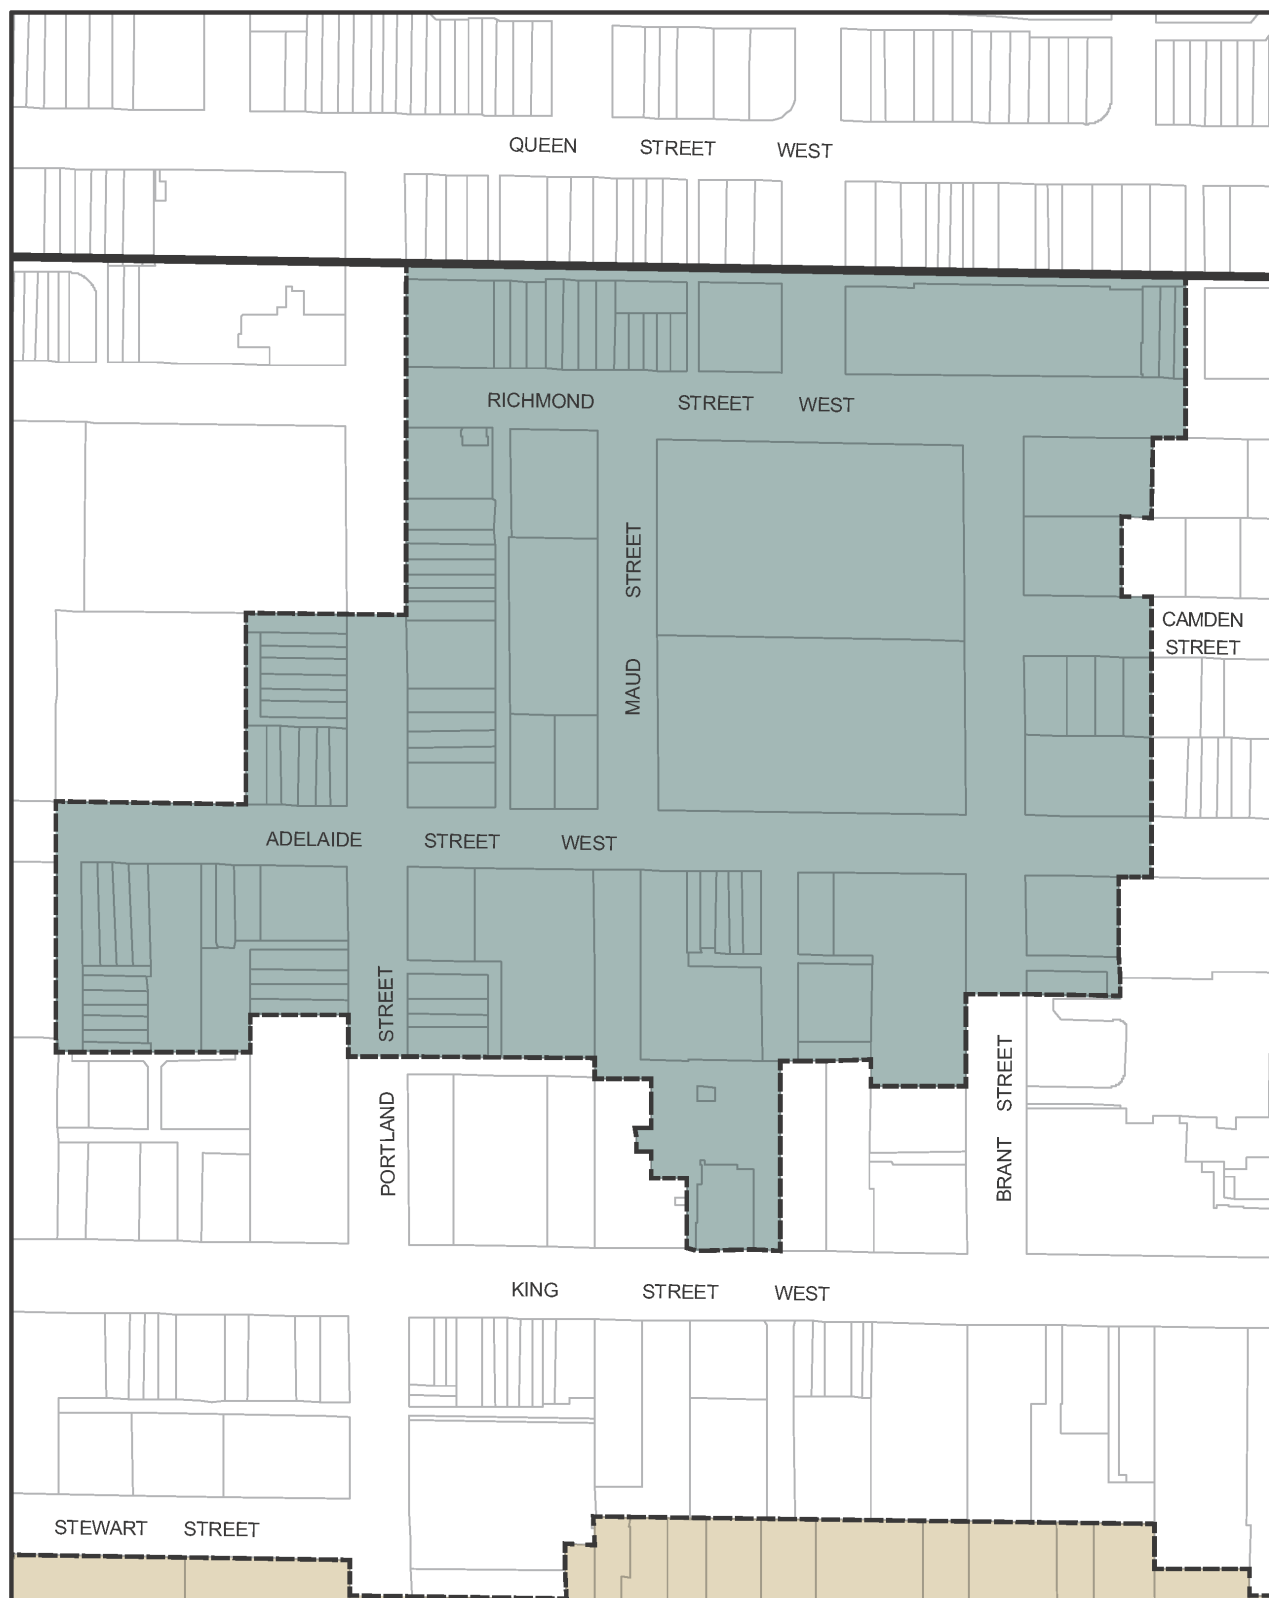 QUEEN STREET WEST
RICHMOND STREET WEST
MAUD STREET
CAMDEN
STREET
ADELAIDE STREET WEST
PORTLAND STREET
BRANT STREET
KING STREET WEST
STEWART STREET